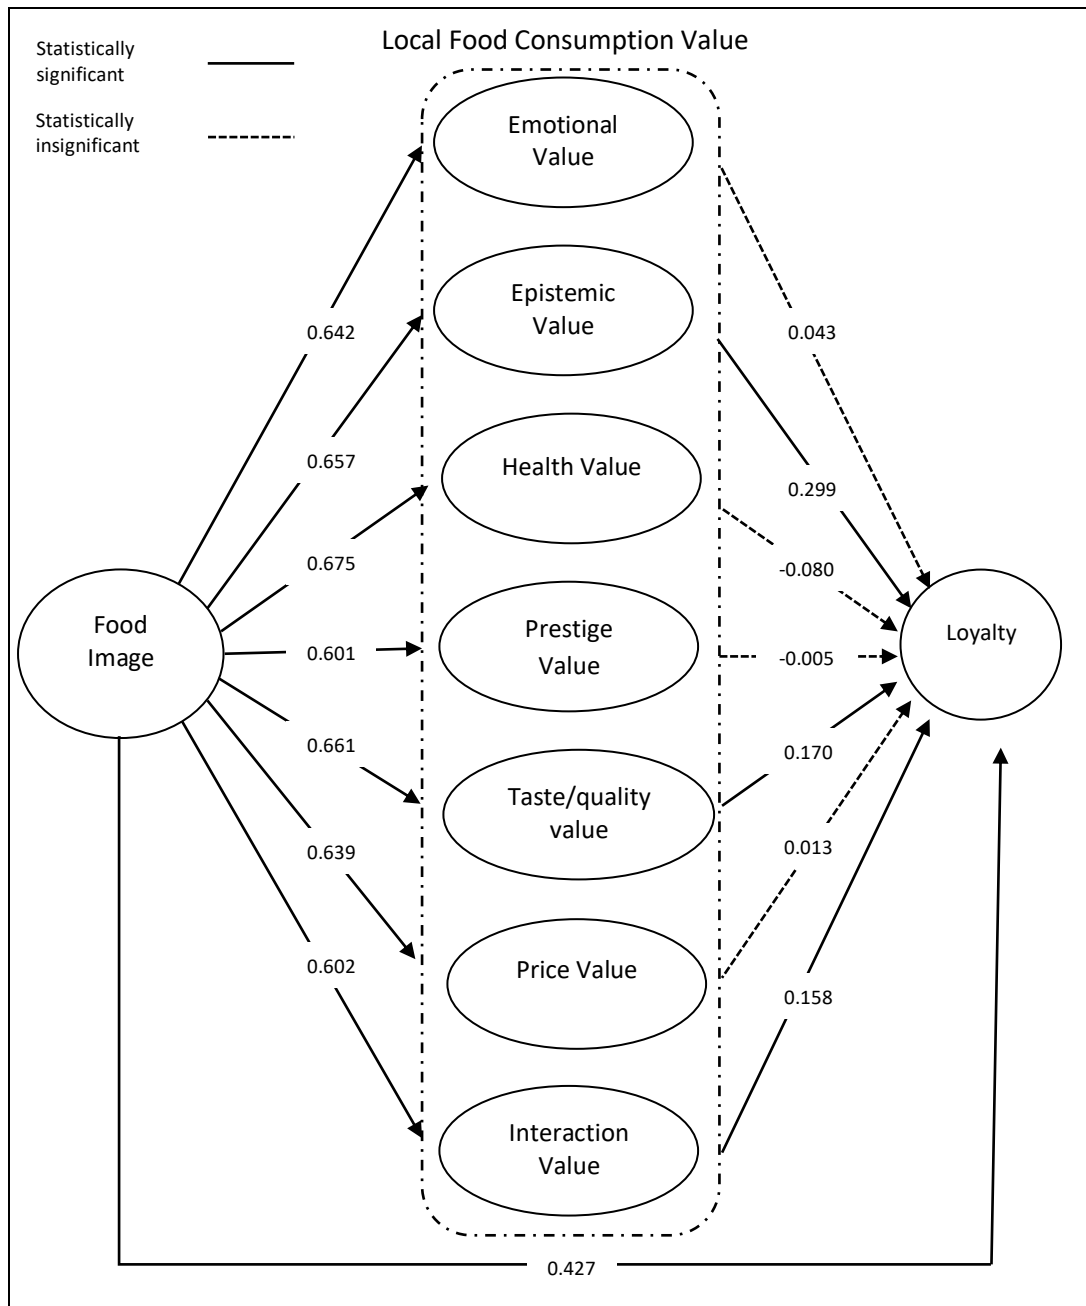 Local Food Consumption Value
Statistically
significant
Statistically
insignificant
Emotional
Value
Epistemic
Value
Health Value
Prestige
Value
Taste/quality
value
Price Value
Interaction
Value
Food
Image
Loyalty
0.642
0.657
0.675
0.601
0.661
0.639
0.602
0.043
0.299
-0.080
-0.005
0.170
0.013
0.158
0.427